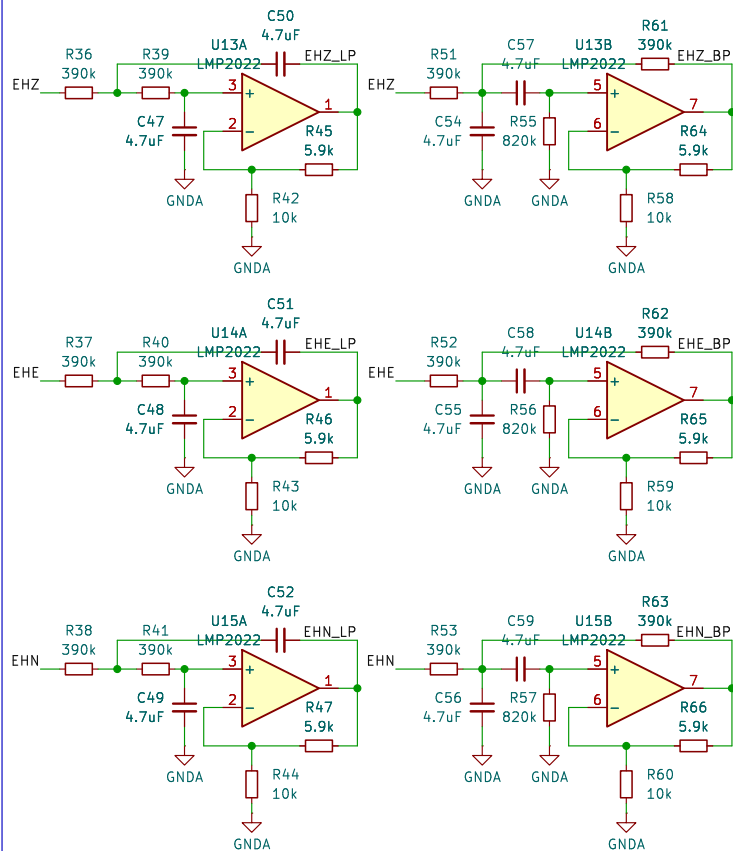 C50
4.7uF
R36
390k
R39
390k
U13A
LMP2022
EHZ_LP
EHZ
3
+
1
2
−
C47
4.7uF
R45
5.9k
GNDA
R42
10k
GNDA
R61
390k
R51
390k
C57
4.7uF
U13B
LMP2022
EHZ_BP
EHZ
5
+
7
6
−
C54
4.7uF
R55
820k
R64
5.9k
GNDA
GNDA
R58
10k
GNDA
C51
4.7uF
R37
390k
R40
390k
U14A
LMP2022
EHE_LP
EHE
3
+
1
2
−
C48
4.7uF
R46
5.9k
GNDA
R43
10k
GNDA
R62
390k
R52
390k
C58
4.7uF
U14B
LMP2022
EHE_BP
EHE
5
+
7
6
−
C55
4.7uF
R56
820k
R65
5.9k
GNDA
GNDA
R59
10k
GNDA
C52
4.7uF
R38
390k
R41
390k
U15A
LMP2022
EHN_LP
EHN
3
+
1
2
−
C49
4.7uF
R47
5.9k
GNDA
R44
10k
GNDA
R63
390k
R53
390k
C59
4.7uF
U15B
LMP2022
EHN_BP
EHN
5
+
7
6
−
C56
4.7uF
R57
820k
R66
5.9k
GNDA
GNDA
R60
10k
GNDA